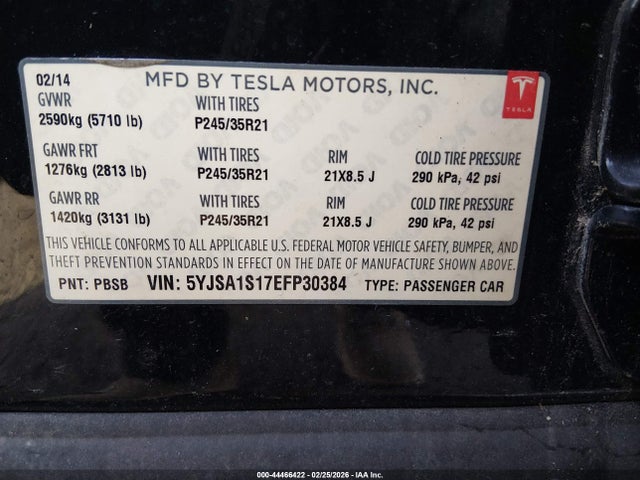 02/14 MFD BY TESLA MOTORS, INC.
TESLA
GVWR WITH TIRES
2590kg (5710 lb) P245/35R21
GAWR FRT WITH TIRES RIM COLD TIRE PRESSURE
1276kg (2813 lb) P245/35R21 21X8.5 J 290 kPa, 42 psi
GAWR RR WITH TIRES RIM COLD TIRE PRESSURE
1420kg (3131 lb) P245/35R21 21X8.5 J 290 kPa, 42 psi
THIS VEHICLE CONFORMS TO ALL APPLICABLE U.S. FEDERAL MOTOR VEHICLE SAFETY, BUMPER, AND
THEFT PREVENTION STANDARDS IN EFFECT ON THE DATE OF MANUFACTURE SHOWN ABOVE.
PNT: PBSB VIN: 5YJSA1S17EFP30384 TYPE: PASSENGER CAR
000-44466422 - 02/25/2026 - IAA Inc.